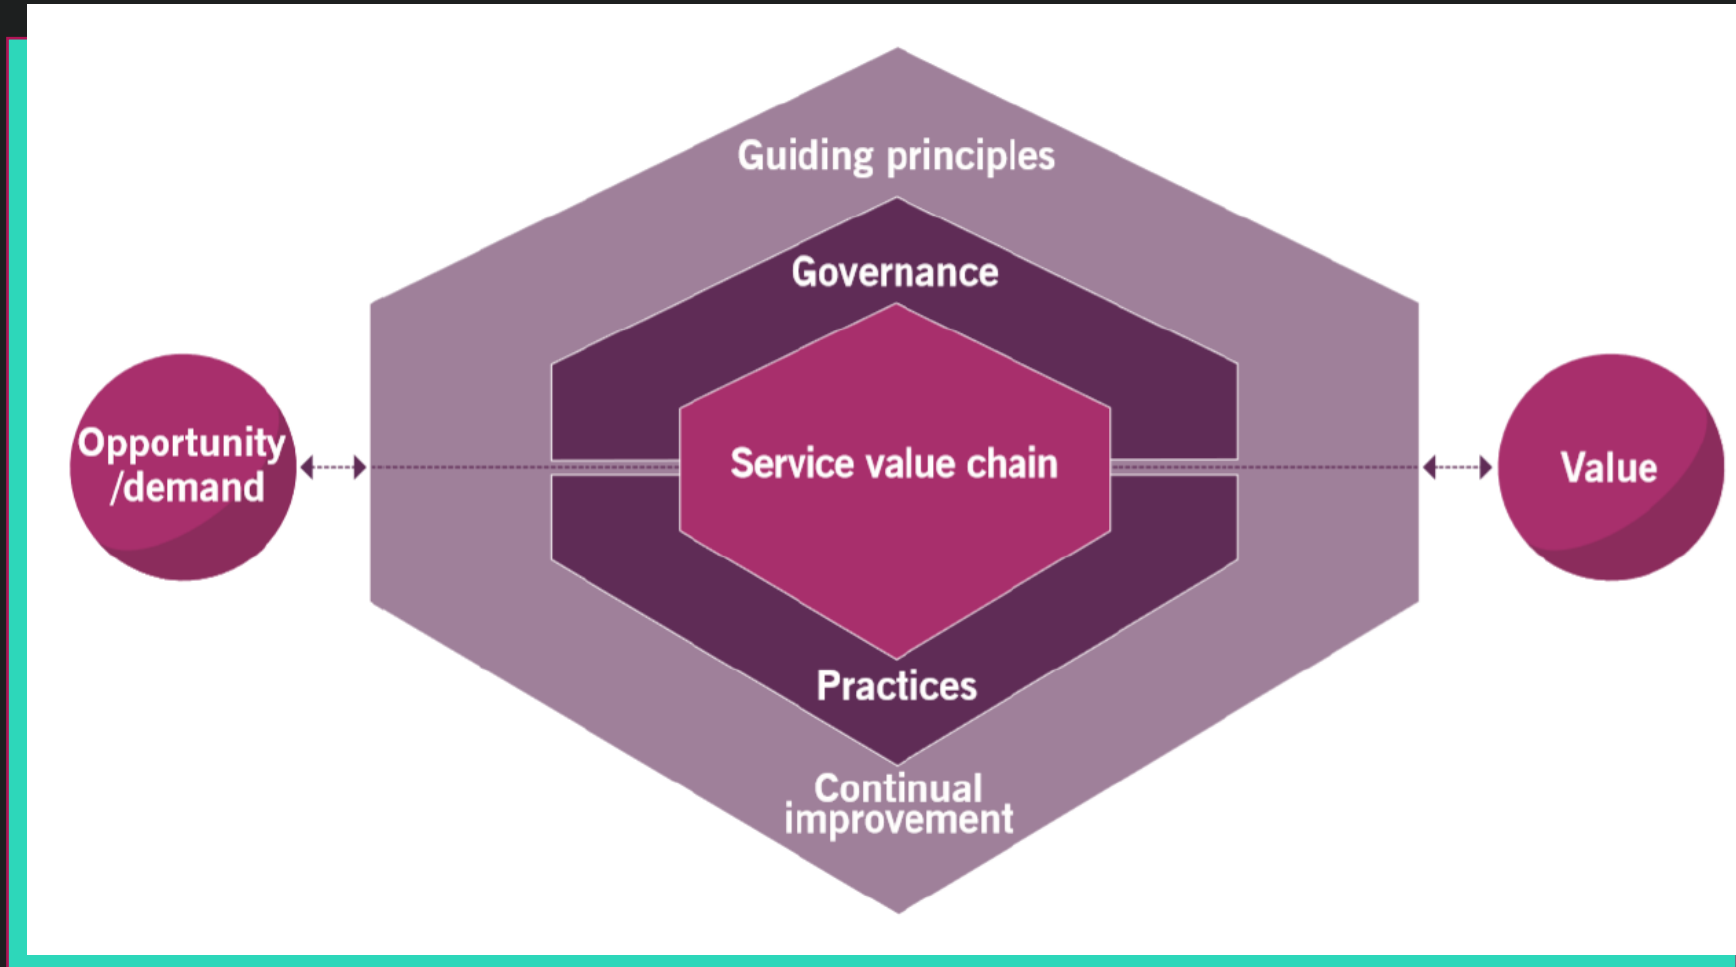 Guiding principles
Governance
Opportunity
/demand
Service value chain
Value
Practices
Continual
improvement